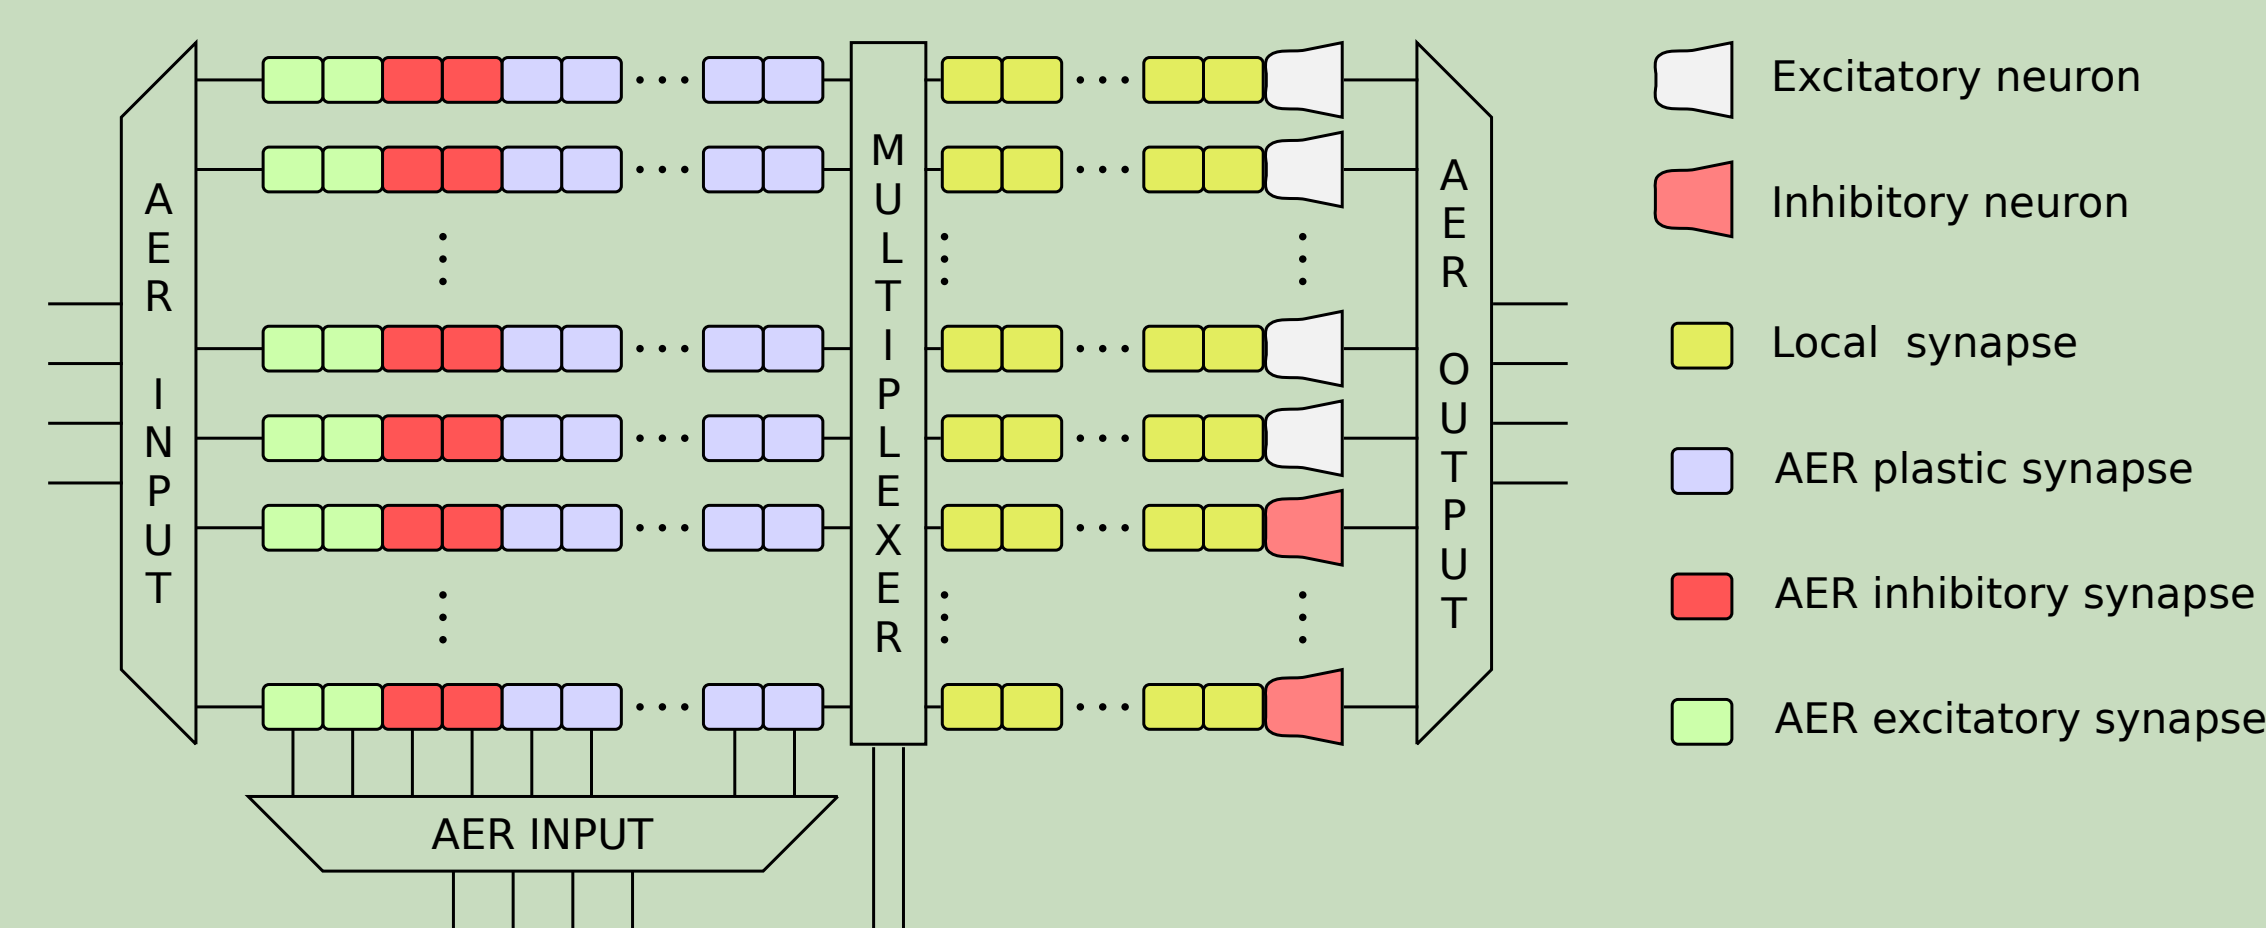 AER INPUT
MULTIPLEXER
AER OUTPUT
AER INPUT
Excitatory neuron
Inhibitory neuron
Local synapse
AER plastic synapse
AER inhibitory synapse
AER excitatory synapse